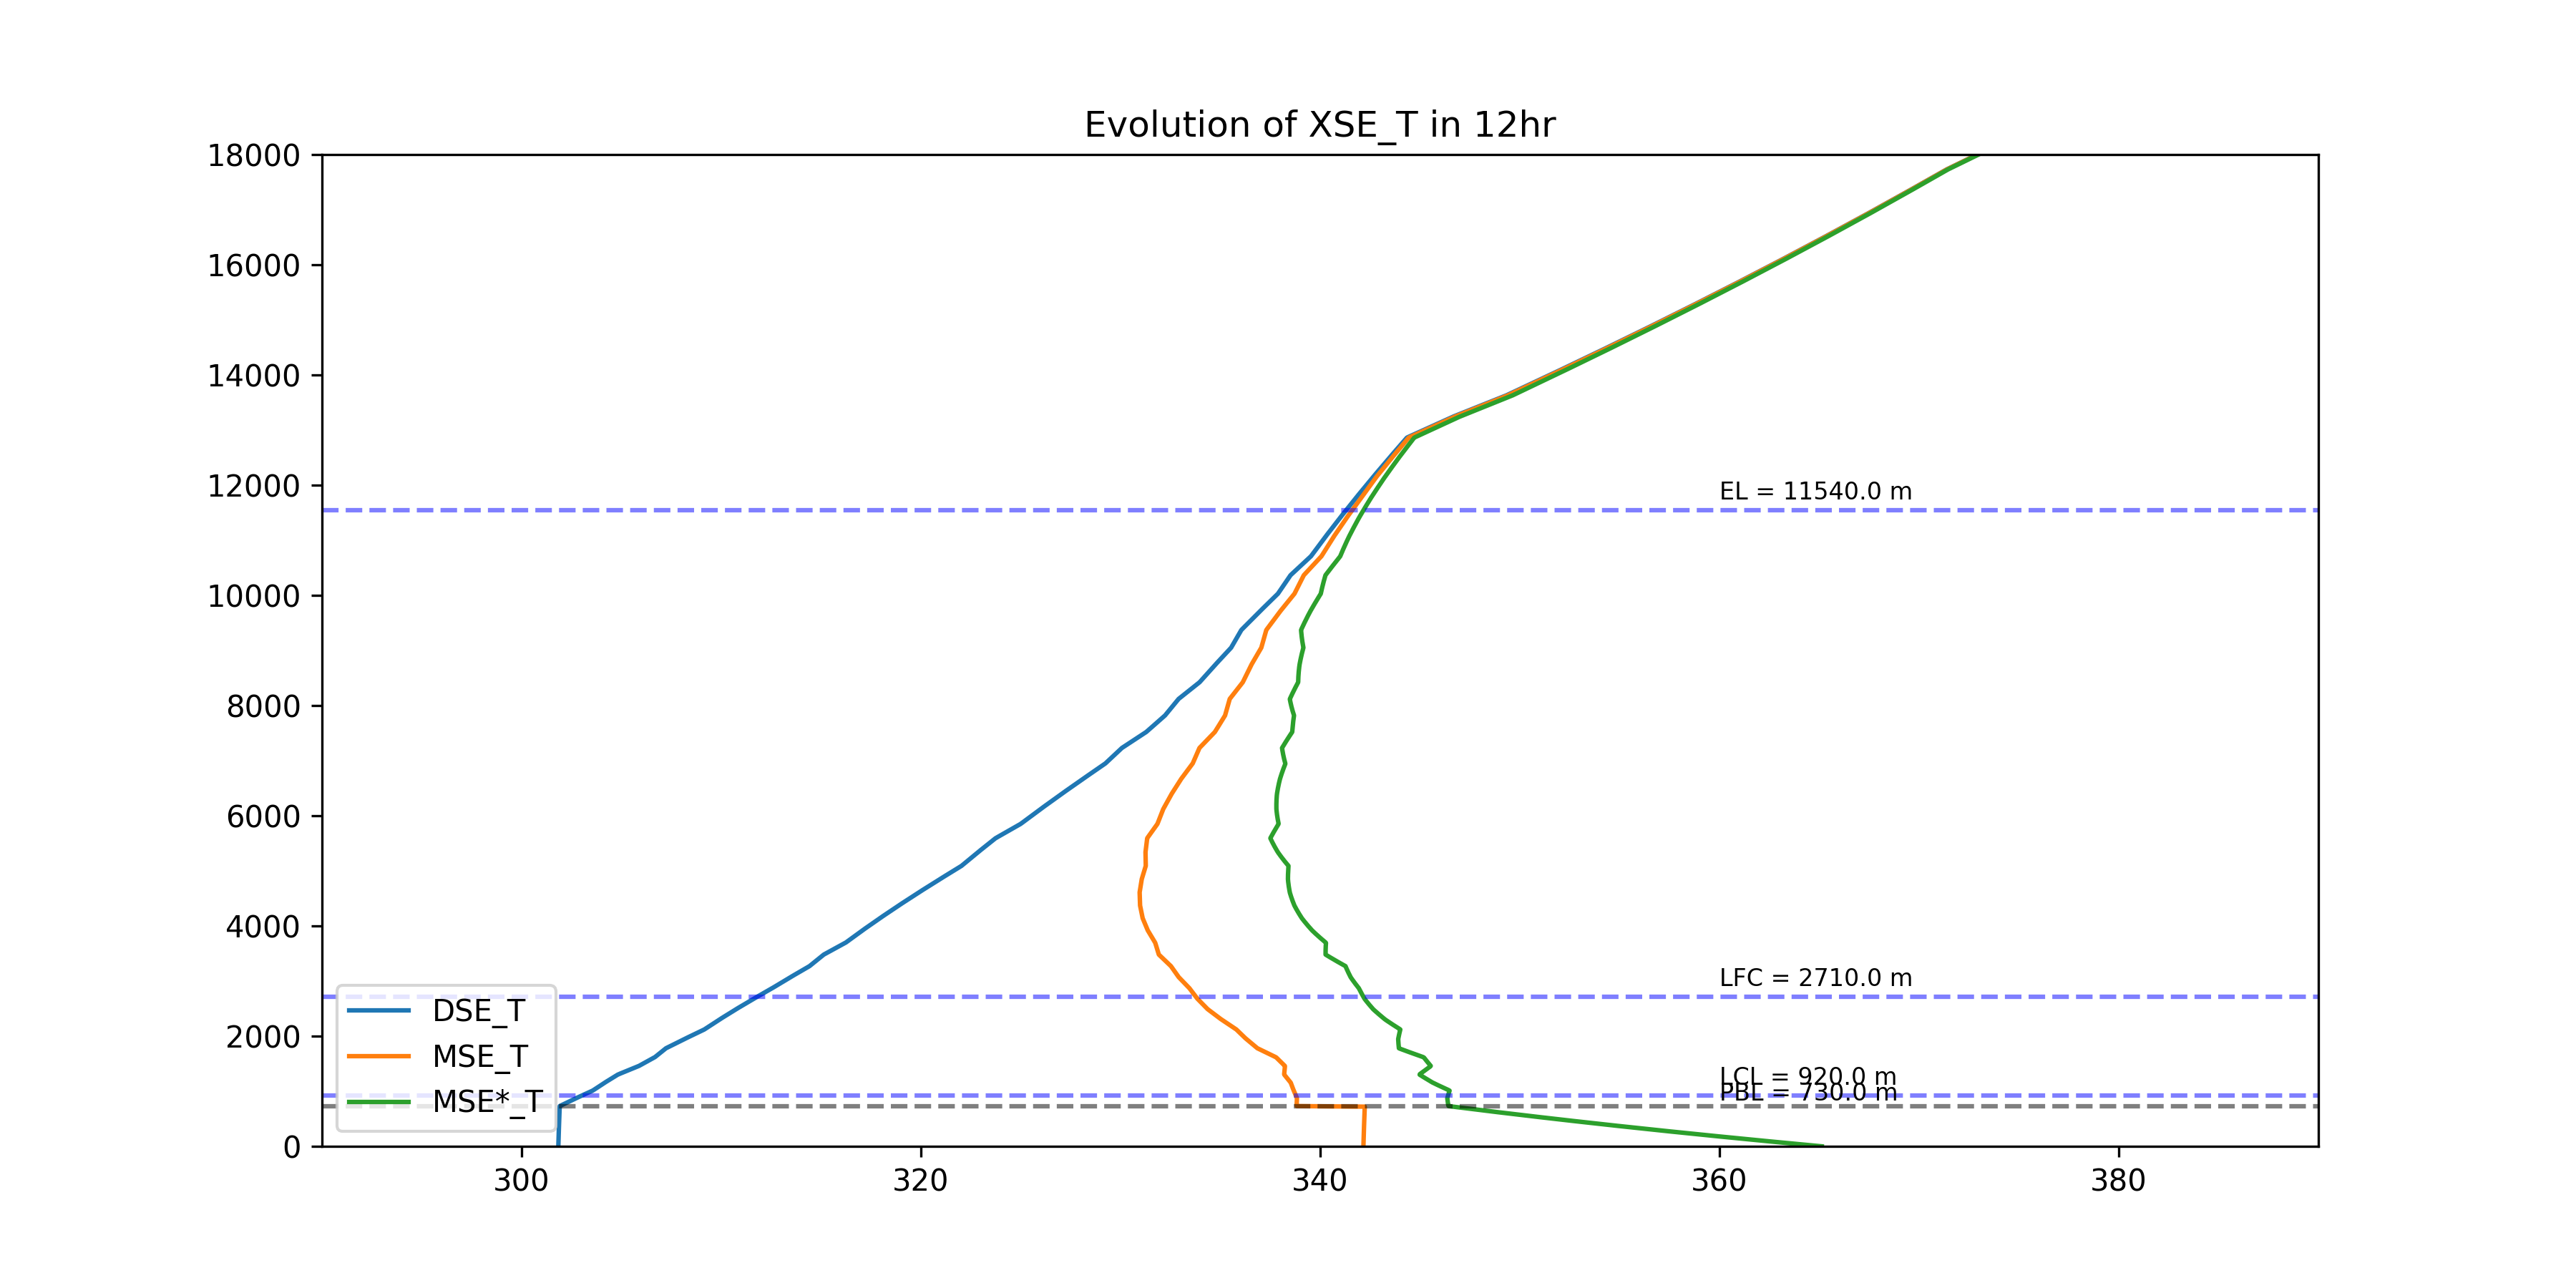 Evolution of XSE_T in 12hr
18000
16000
14000
12000
10000
8000
6000
4000
2000
0
EL = 11540.0 m
LFC = 2710.0 m
LCL = 920.0 m
PBL = 730.0 m
DSE_T
MSE_T
MSE*_T
300
320
340
360
380